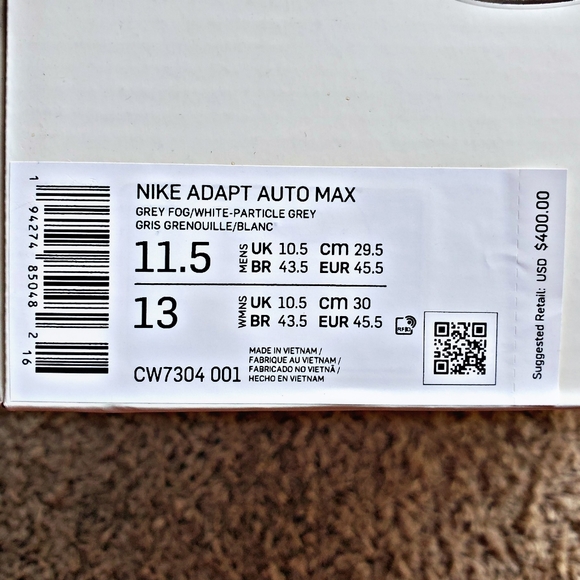 NIKE ADAPT AUTO MAX
GREY FOG/WHITE-PARTICLE GREY
GRIS GRENOUILLE/BLANC
11.5 MENS UK 10.5 cm 29.5
BR 43.5 EUR 45.5
13 WMNS UK 10.5 cm 30
BR 43.5 EUR 45.5
RFID
CW7304 001
MADE IN VIETNAM /
FABRIQUE AU VIETNAM /
FABRICADO NO VIETNÃ /
HECHO EN VIETNAM
1 94274 85048 2 16
Suggested Retail: USD $400.00